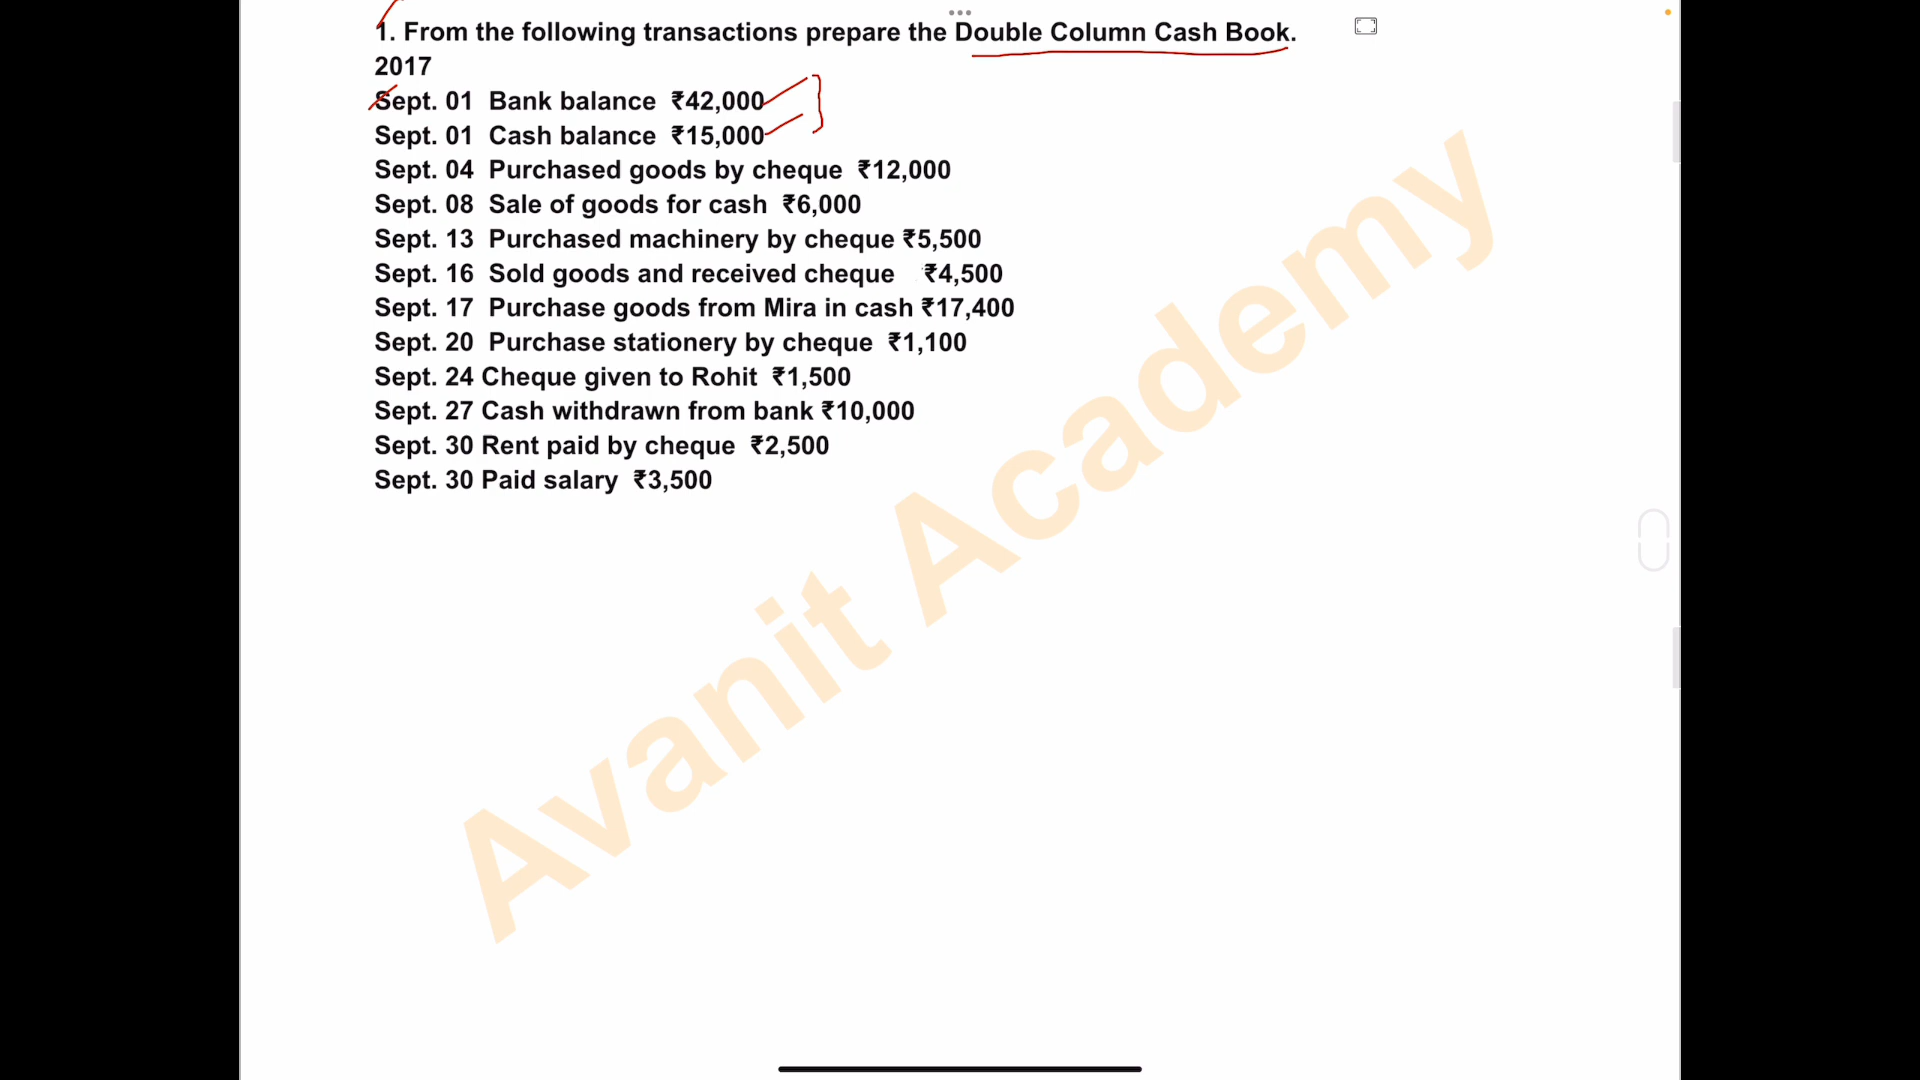 1. From the following transactions prepare the Double Column Cash Book.
2017
Sept. 01 Bank balance ₹42,000
Sept. 01 Cash balance ₹15,000
Sept. 04 Purchased goods by cheque ₹12,000
Sept. 08 Sale of goods for cash ₹6,000
Sept. 13 Purchased machinery by cheque ₹5,500
Sept. 16 Sold goods and received cheque ₹4,500
Sept. 17 Purchase goods from Mira in cash ₹17,400
Sept. 20 Purchase stationery by cheque ₹1,100
Sept. 24 Cheque given to Rohit ₹1,500
Sept. 27 Cash withdrawn from bank ₹10,000
Sept. 30 Rent paid by cheque ₹2,500
Sept. 30 Paid salary ₹3,500
Avanit Academy